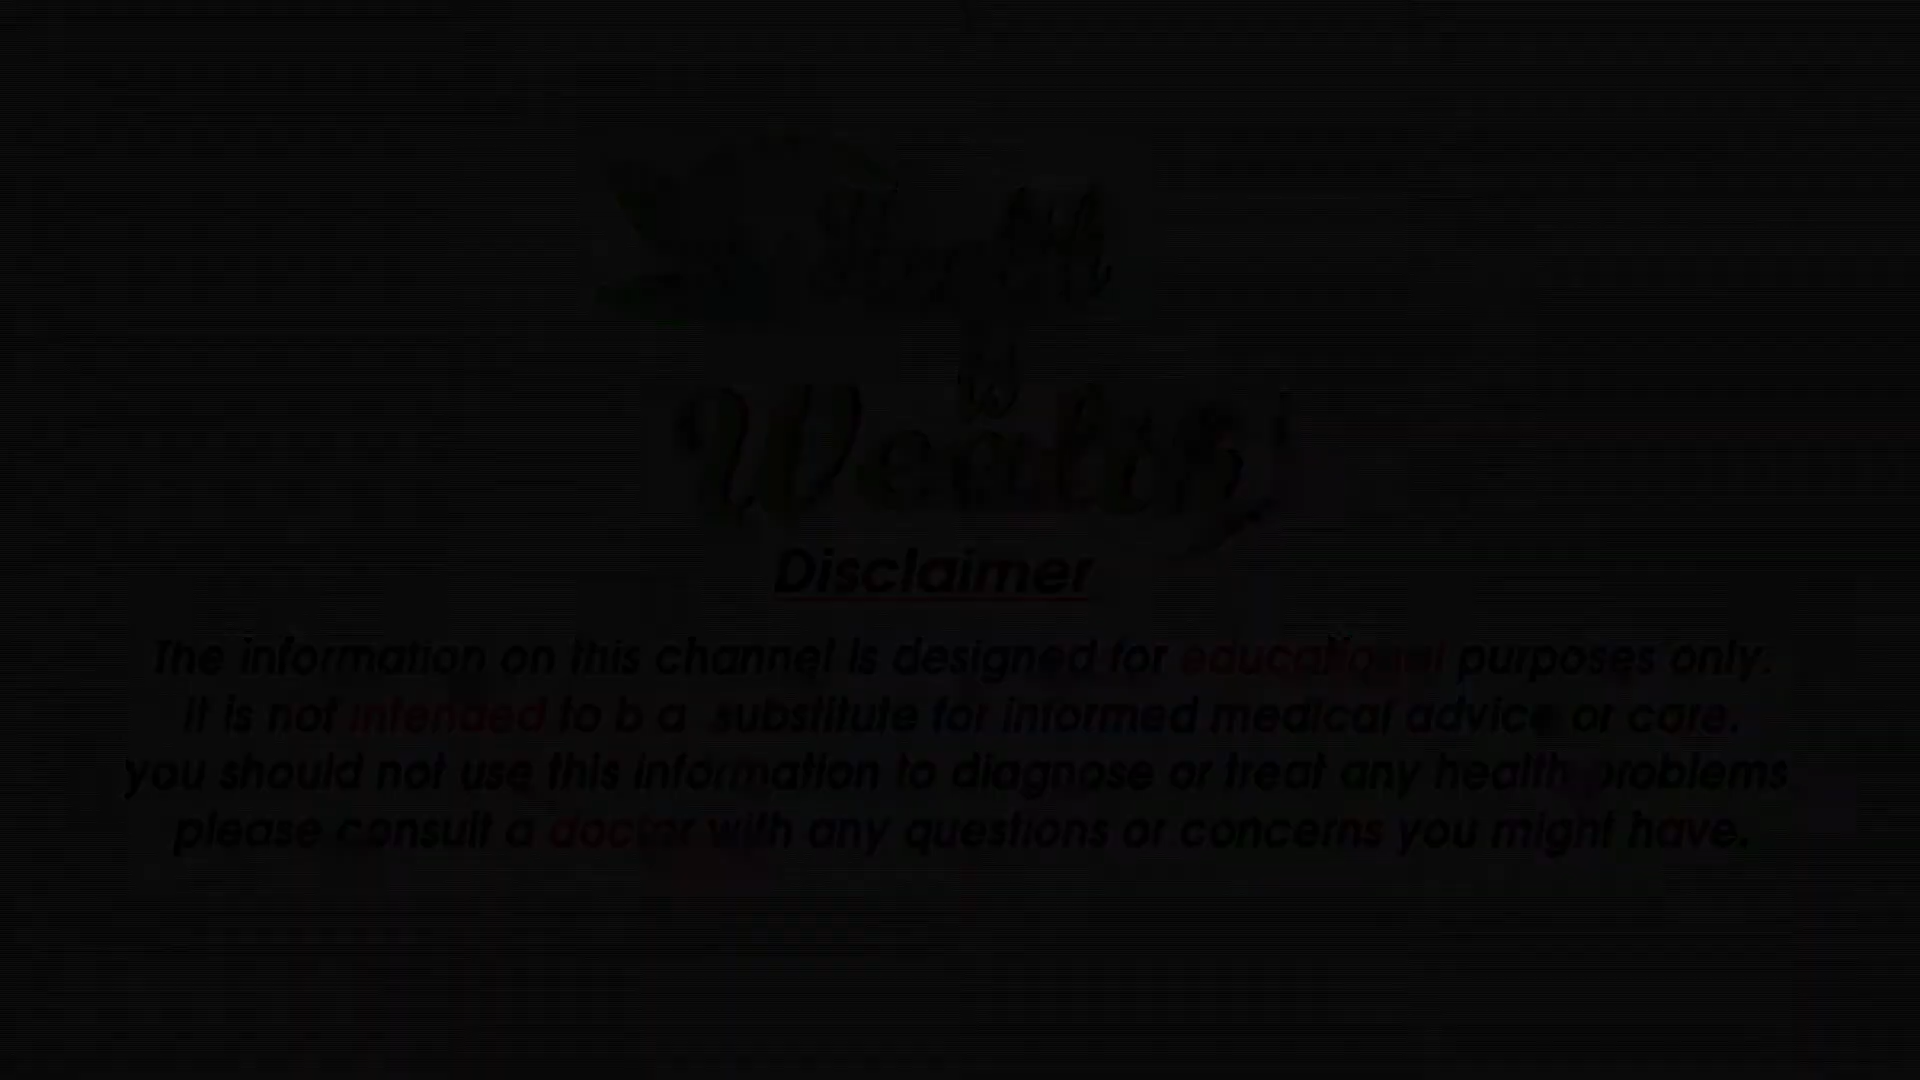 Health
is
Wealth
Disclaimer
The information on this channel is designed for educational purposes only.
it is not intended to b a substitute for informed medical advice or care.
you should not use this information to diagnose or treat any health problems
please consult a doctor with any questions or concerns you might have.